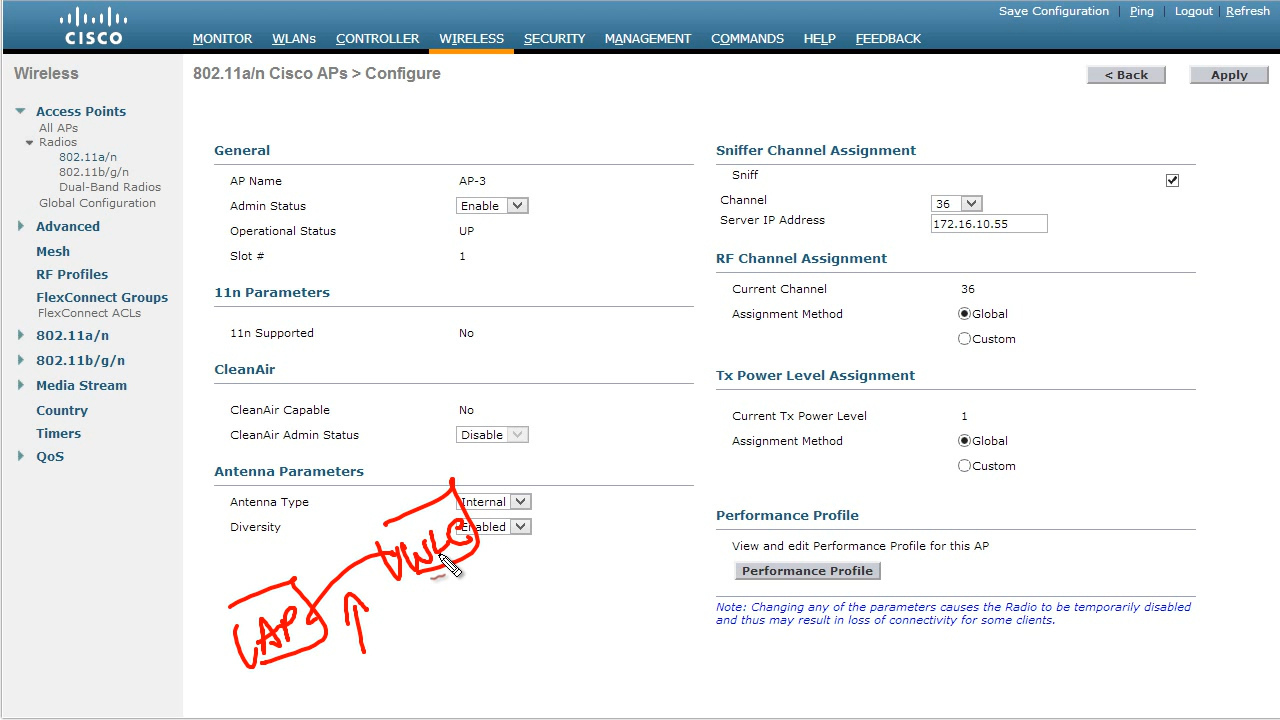 Save Configuration | Ping | Logout | Refresh
CISCO
MONITOR WLANs CONTROLLER WIRELESS SECURITY MANAGEMENT COMMANDS HELP FEEDBACK
Wireless
Access Points
All APs
Radios
802.11a/n
802.11b/g/n
Dual-Band Radios
Global Configuration
Advanced
Mesh
RF Profiles
FlexConnect Groups
FlexConnect ACLs
802.11a/n
802.11b/g/n
Media Stream
Country
Timers
QoS
802.11a/n Cisco APs > Configure
< Back Apply
General
AP Name AP-3
Admin Status Enable
Operational Status UP
Slot # 1
11n Parameters
11n Supported No
CleanAir
CleanAir Capable No
CleanAir Admin Status Disable
Antenna Parameters
Antenna Type Internal
Diversity Enabled
WLC
AP
Sniffer Channel Assignment
Sniff
Channel 36
Server IP Address 172.16.10.55
RF Channel Assignment
Current Channel 36
Assignment Method Global
Custom
Tx Power Level Assignment
Current Tx Power Level 1
Assignment Method Global
Custom
Performance Profile
View and edit Performance Profile for this AP
Performance Profile
Note: Changing any of the parameters causes the Radio to be temporarily disabled
and thus may result in loss of connectivity for some clients.